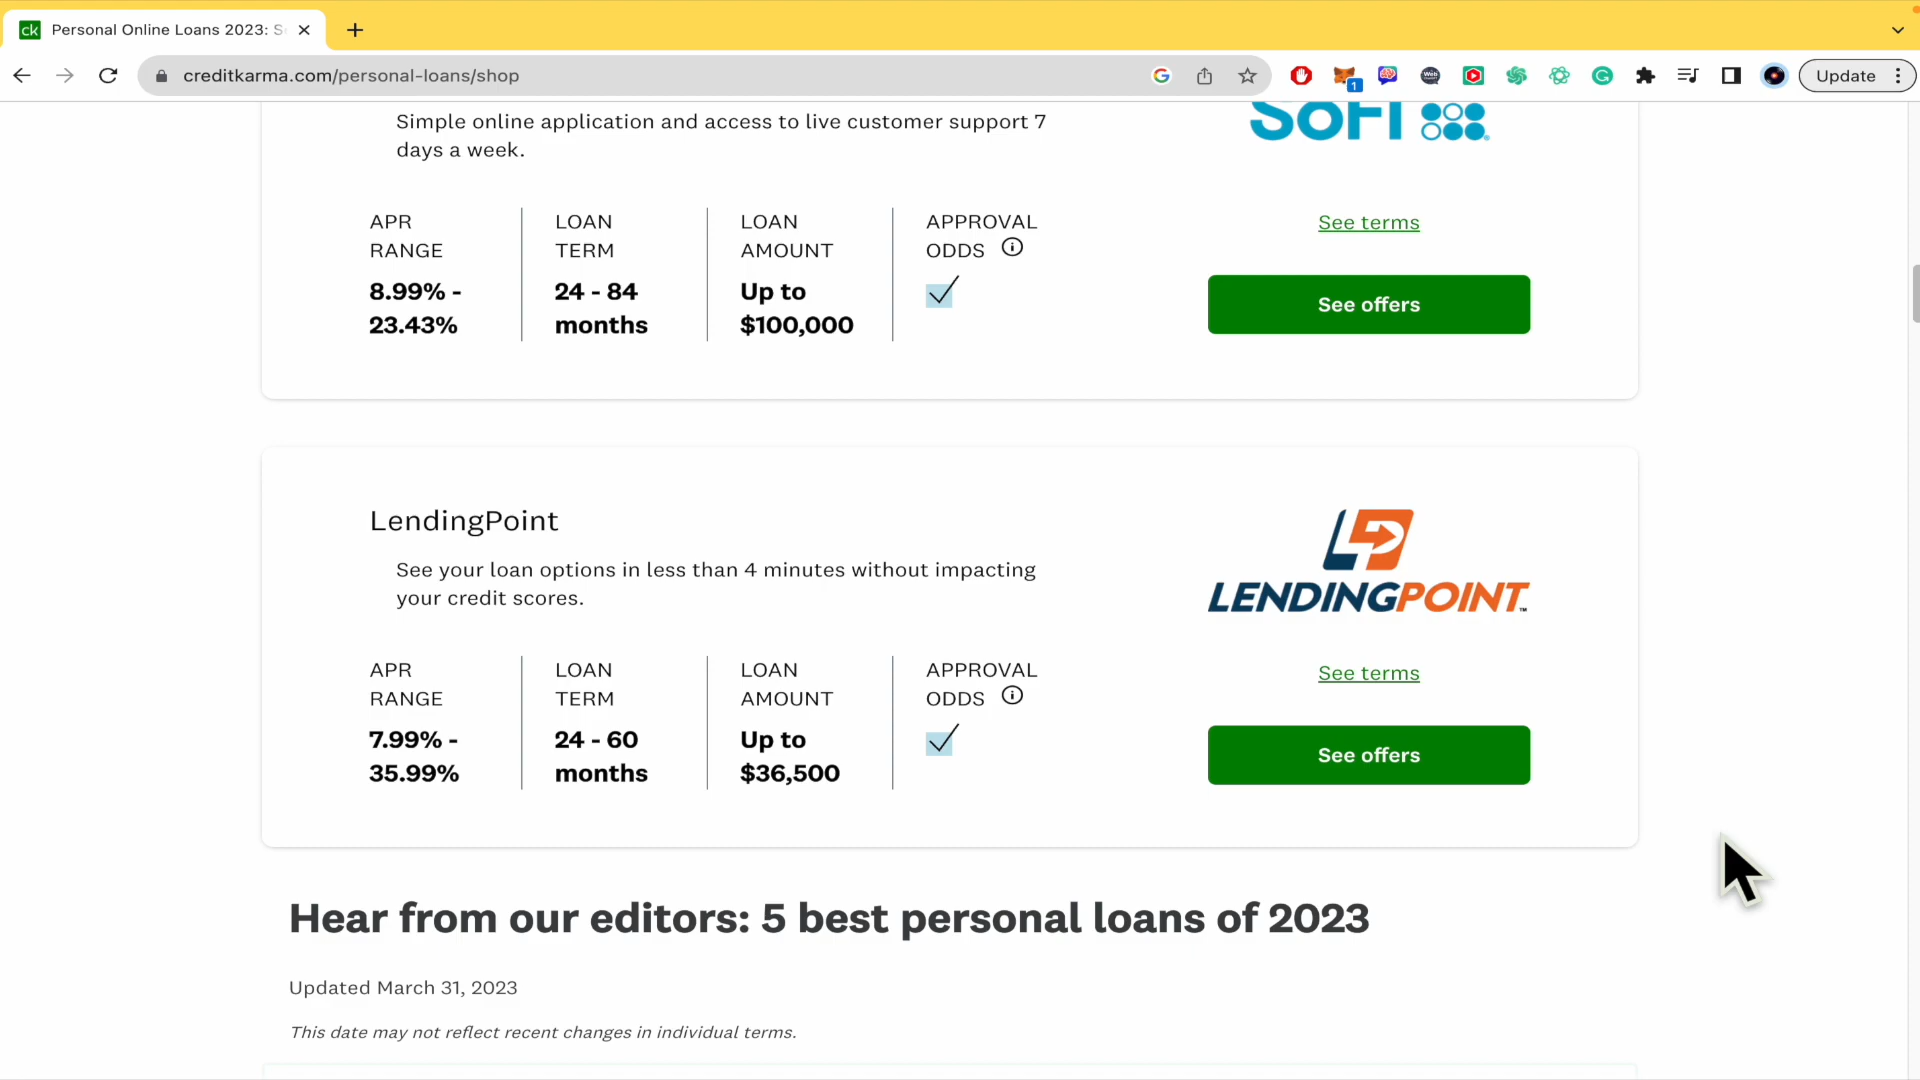 ck Personal Online Loans 2023: S
creditkarma.com/personal-loans/shop
1
Update
Simple online application and access to live customer support 7
days a week.
SoFi
APR
RANGE
8.99% -
23.43%
LOAN
TERM
24 - 84
months
LOAN
AMOUNT
Up to
$100,000
APPROVAL
ODDS
See terms
See offers
LendingPoint
See your loan options in less than 4 minutes without impacting
your credit scores.
LENDINGPOINT™
APR
RANGE
7.99% -
35.99%
LOAN
TERM
24 - 60
months
LOAN
AMOUNT
Up to
$36,500
APPROVAL
ODDS
See terms
See offers
Hear from our editors: 5 best personal loans of 2023
Updated March 31, 2023
This date may not reflect recent changes in individual terms.